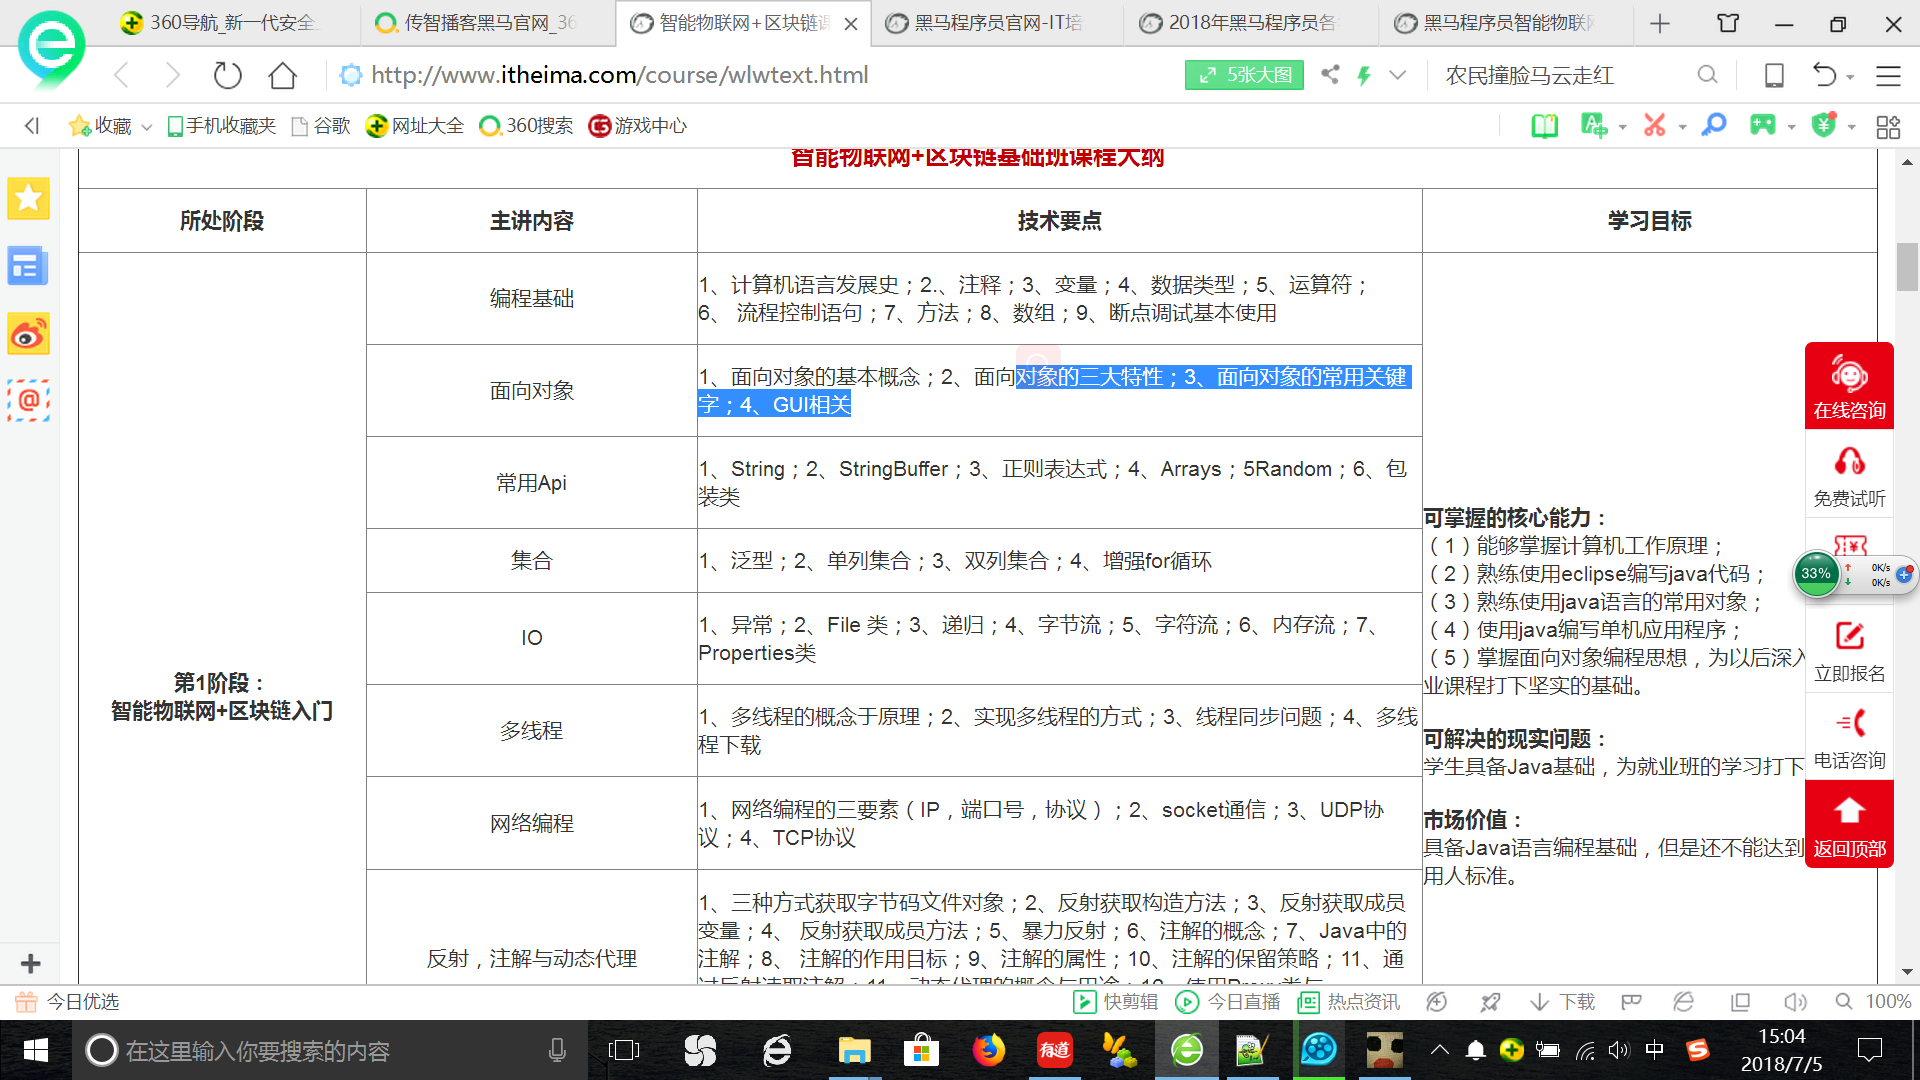 360导航_新一代安全
传智播客黑马官网_36
智能物联网+区块链课
黑马程序员官网-IT培
2018年黑马程序员各
黑马程序员智能物联网
http://www.itheima.com/course/wlwtext.html
5张大图
农民撞脸马云走红
收藏
手机收藏夹
谷歌
网址大全
360搜索
游戏中心
智能物联网+区块链基础班课程大纲
所处阶段
主讲内容
技术要点
学习目标
编程基础
1、计算机语言发展史；2.、注释；3、变量；4、数据类型；5、运算符；
6、 流程控制语句；7、方法；8、数组；9、断点调试基本使用
面向对象
1、面向对象的基本概念；2、面向对象的三大特性；3、面向对象的常用关键
字；4、GUI相关
常用Api
1、String；2、StringBuffer；3、正则表达式；4、Arrays；5Random；6、包
装类
集合
1、泛型；2、单列集合；3、双列集合；4、增强for循环
IO
1、异常；2、File 类；3、递归；4、字节流；5、字符流；6、内存流；7、
Properties类
第1阶段：
智能物联网+区块链入门
多线程
1、多线程的概念于原理；2、实现多线程的方式；3、线程同步问题；4、多线
程下载
网络编程
1、网络编程的三要素（IP，端口号，协议）；2、socket通信；3、UDP协
议；4、TCP协议
反射，注解与动态代理
1、三种方式获取字节码文件对象；2、反射获取构造方法；3、反射获取成员
变量；4、 反射获取成员方法；5、暴力反射；6、注解的概念；7、Java中的
注解；8、 注解的作用目标；9、注解的属性；10、注解的保留策略；11、通
过反射读取注解；11、动态代理的概念与用途；12、使用Proxy类与
可掌握的核心能力：
（1）能够掌握计算机工作原理；
（2）熟练使用eclipse编写java代码；
（3）熟练使用java语言的常用对象；
（4）使用java编写单机应用程序；
（5）掌握面向对象编程思想，为以后深入
业课程打下坚实的基础。
可解决的现实问题：
学生具备Java基础，为就业班的学习打下
市场价值：
具备Java语言编程基础，但是还不能达到
用人标准。
在线咨询
免费试听
33%
0K/s
0K/s
立即报名
电话咨询
返回顶部
今日优选
快剪辑
今日直播
热点资讯
下载
100%
在这里输入你要搜索的内容
有道
中
15:04
2018/7/5